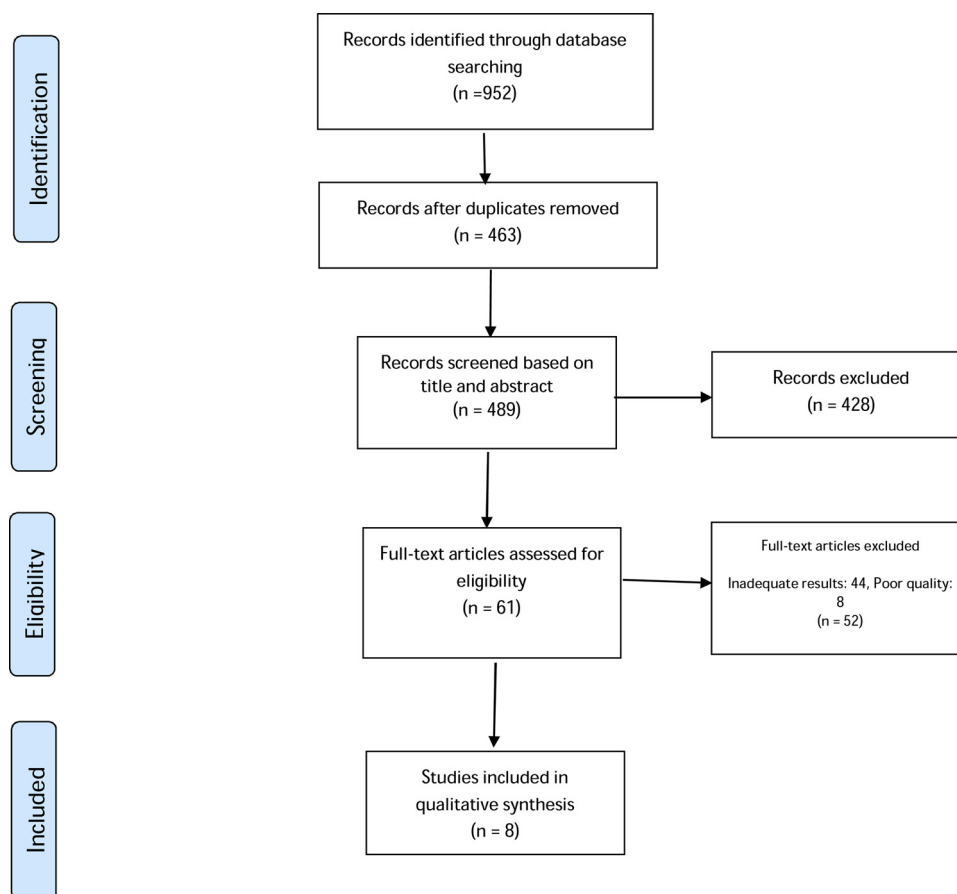 Identification
Records identified through database
searching
(n =952)
Records after duplicates removed
(n = 463)
Screening
Records screened based on
title and abstract
(n = 489)
Records excluded
(n = 428)
Eligibility
Full-text articles assessed for
eligibility
(n = 61)
Full-text articles excluded
Inadequate results: 44, Poor quality:
8
(n = 52)
Included
Studies included in
qualitative synthesis
(n = 8)